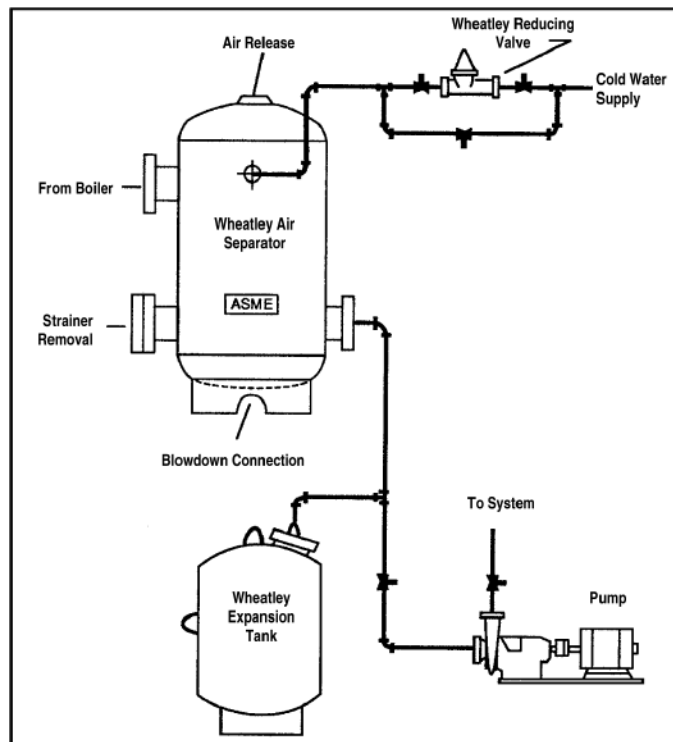 Air Release
Wheatley Reducing
Valve
Cold Water
Supply
From Boiler
Wheatley Air
Separator
ASME
Strainer
Removal
Blowdown Connection
To System
Wheatley
Expansion
Tank
Pump